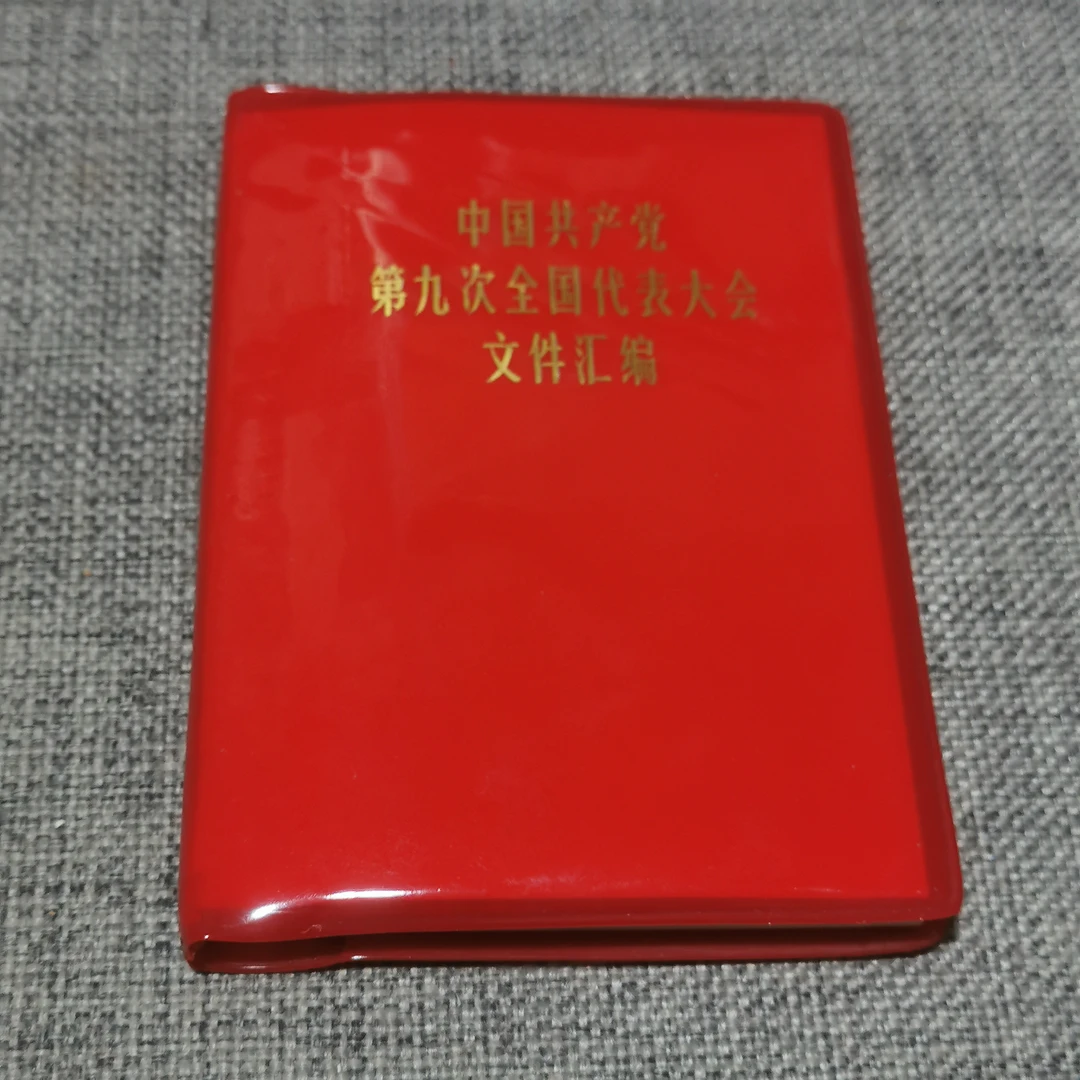 中国共产党
第九次全国代表大会
文件汇编